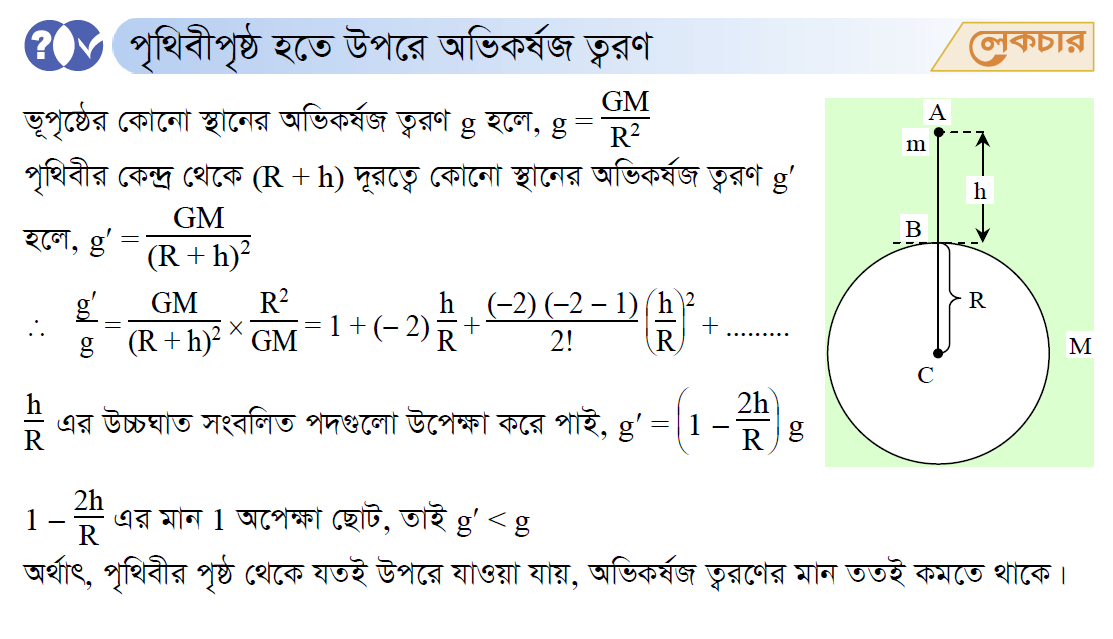 পৃথিবীপৃষ্ঠ হতে উপরে অভিকর্ষজ ত্বরণ
লেকচার
ভূপৃষ্ঠের কোনো স্থানের অভিকর্ষজ ত্বরণ g হলে, g = GM/R²
পৃথিবীর কেন্দ্র থেকে (R + h) দূরত্বে কোনো স্থানের অভিকর্ষজ ত্বরণ g′
হলে, g′ = GM/(R + h)²
∴ g′/g = GM/(R + h)² × R²/GM = 1 + (– 2) h/R + (–2) (–2 – 1)/2! (h/R)² + .........
h/R এর উচ্চঘাত সংবলিত পদগুলো উপেক্ষা করে পাই, g′ = (1 – 2h/R) g
1 – 2h/R এর মান 1 অপেক্ষা ছোট, তাই g′ < g
অর্থাৎ, পৃথিবীর পৃষ্ঠ থেকে যতই উপরে যাওয়া যায়, অভিকর্ষজ ত্বরণের মান ততই কমতে থাকে।
A
m
h
B
R
M
C